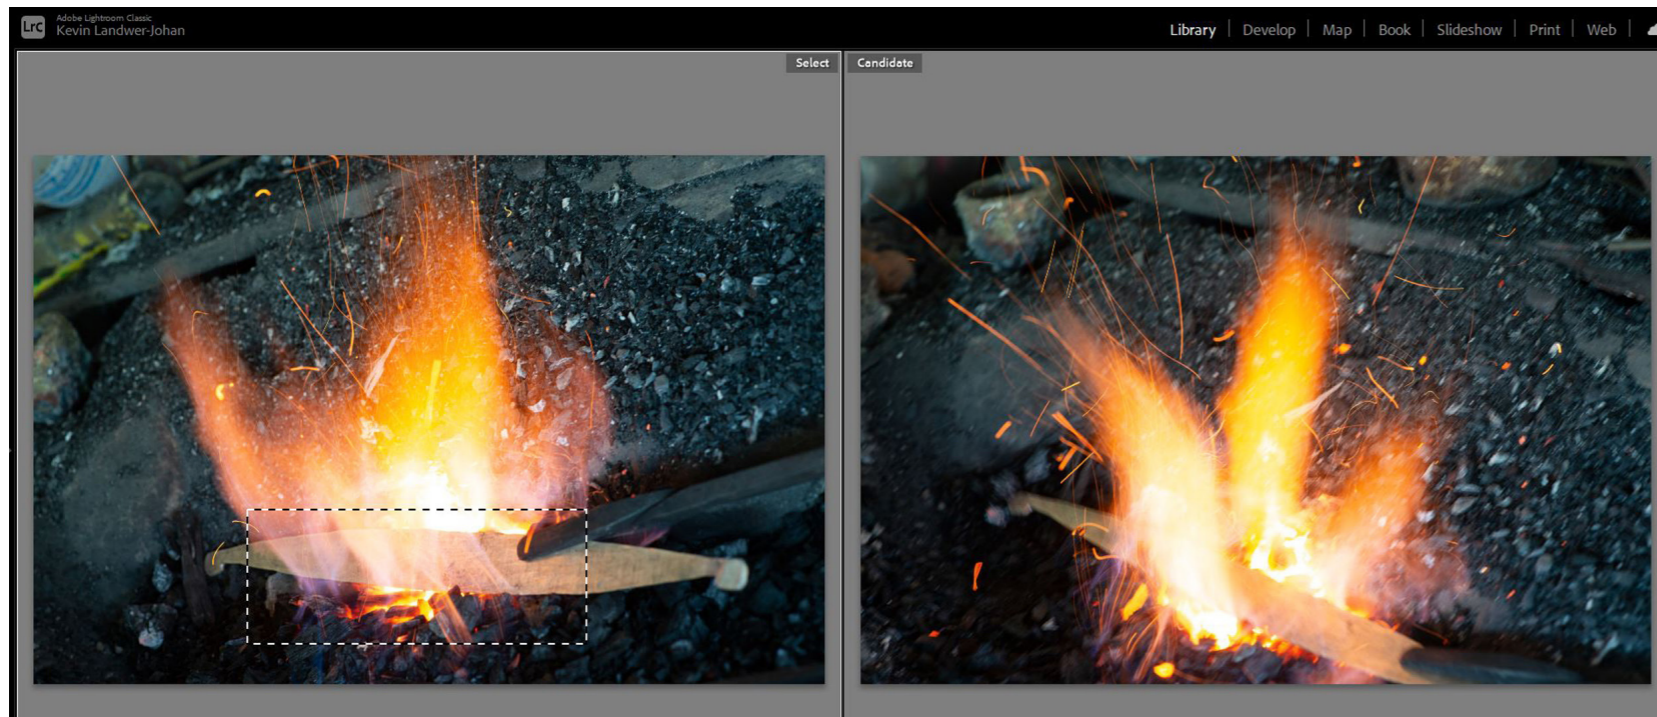 LrC
Adobe Lightroom Classic
Kevin Landwer-Johan
Library | Develop | Map | Book | Slideshow | Print | Web |
Select
Candidate